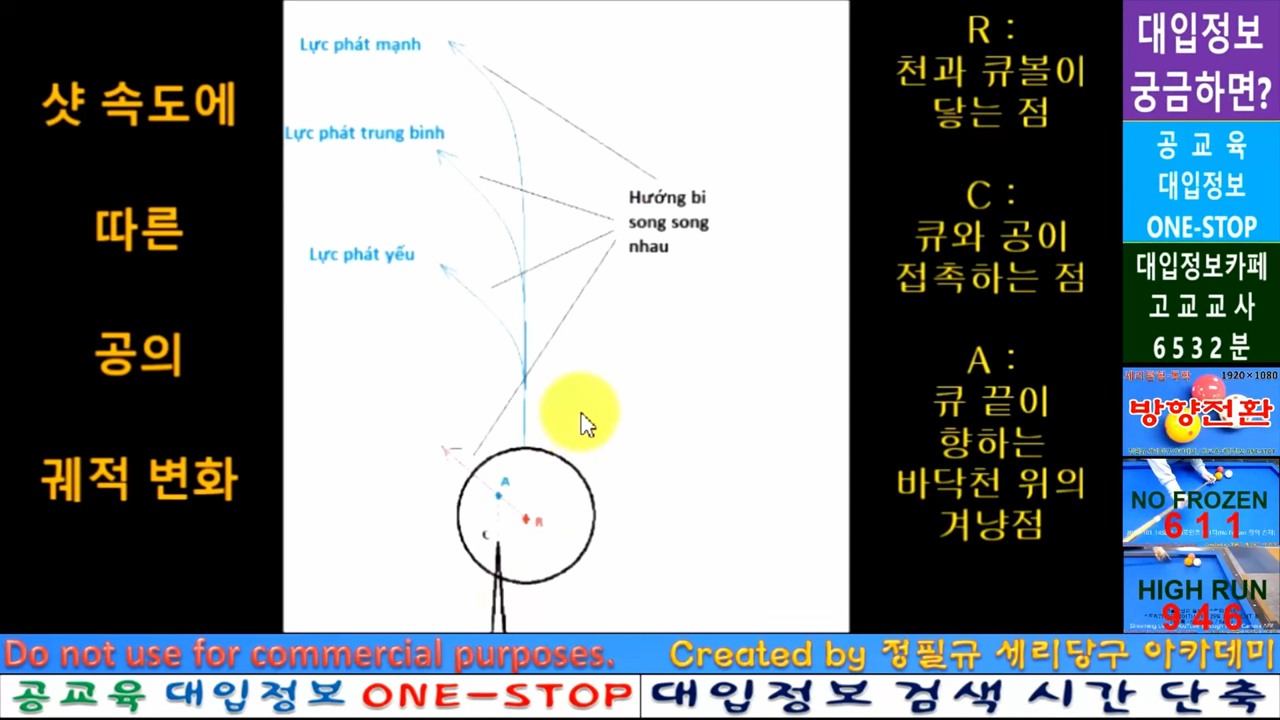 샷 속도에
따른
공의
궤적 변화
Lực phát mạnh
Lực phát trung bình
Lực phát yếu
Hướng bi
song song
nhau
A
R
C
R :
천과 큐볼이
닿는 점
C :
큐와 공이
접촉하는 점
A :
큐 끝이
향하는
바닥천 위의
겨냥점
대입정보
궁금하면?
공 교 육
대입정보
ONE-STOP
대입정보카페
고 교 교 사
6 5 3 2 분
1920×1080
방향전환
NO FROZEN
6 1 1
HIGH RUN
9 4 6
Do not use for commercial purposes.
Created by 정필규 세리당구 아카데미
공교육 대입정보 ONE-STOP
대입정보 검색 시간 단축